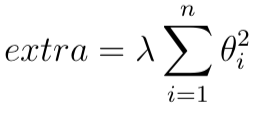 extra = λ ∑_{i=1}^{n} θ_i^2